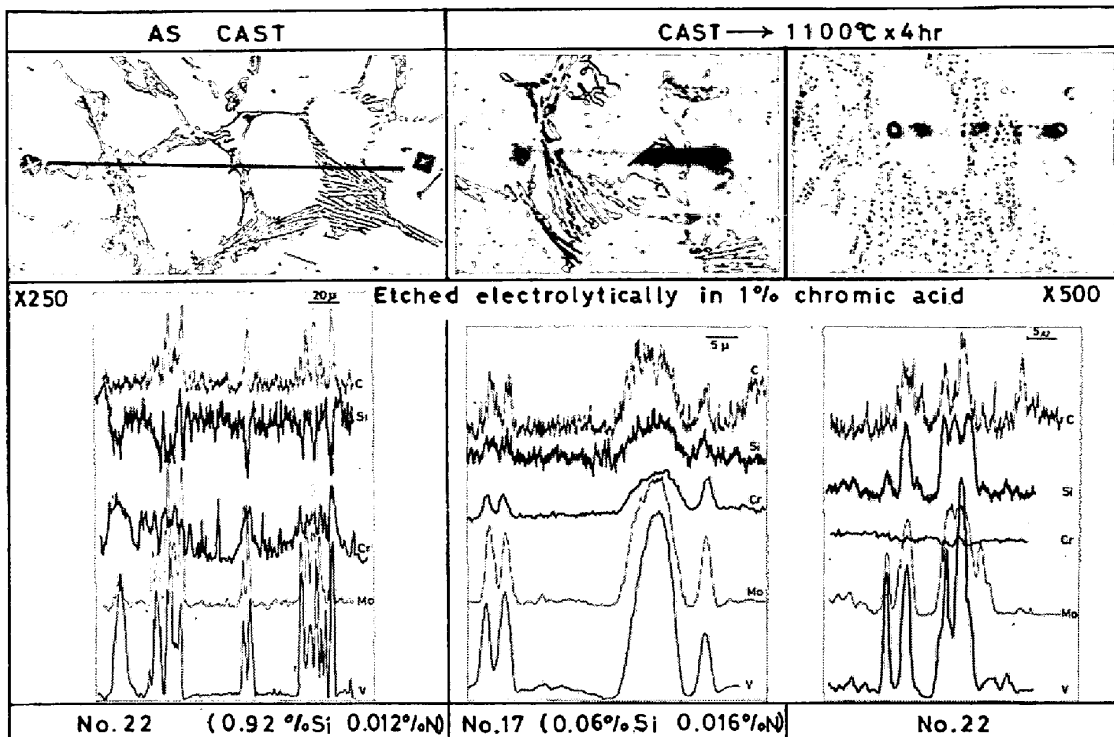 AS CAST
CAST → 1100°C x 4hr
X250
Etched electrolytically in 1% chromic acid
X500
20μ
C
Si
Cr
Mo
V
5μ
C
Si
Cr
Mo
V
C
Si
Cr
Mo
V
No.22 (0.92 %Si 0.012%N)
No.17 (0.06%Si 0.016%N)
No.22